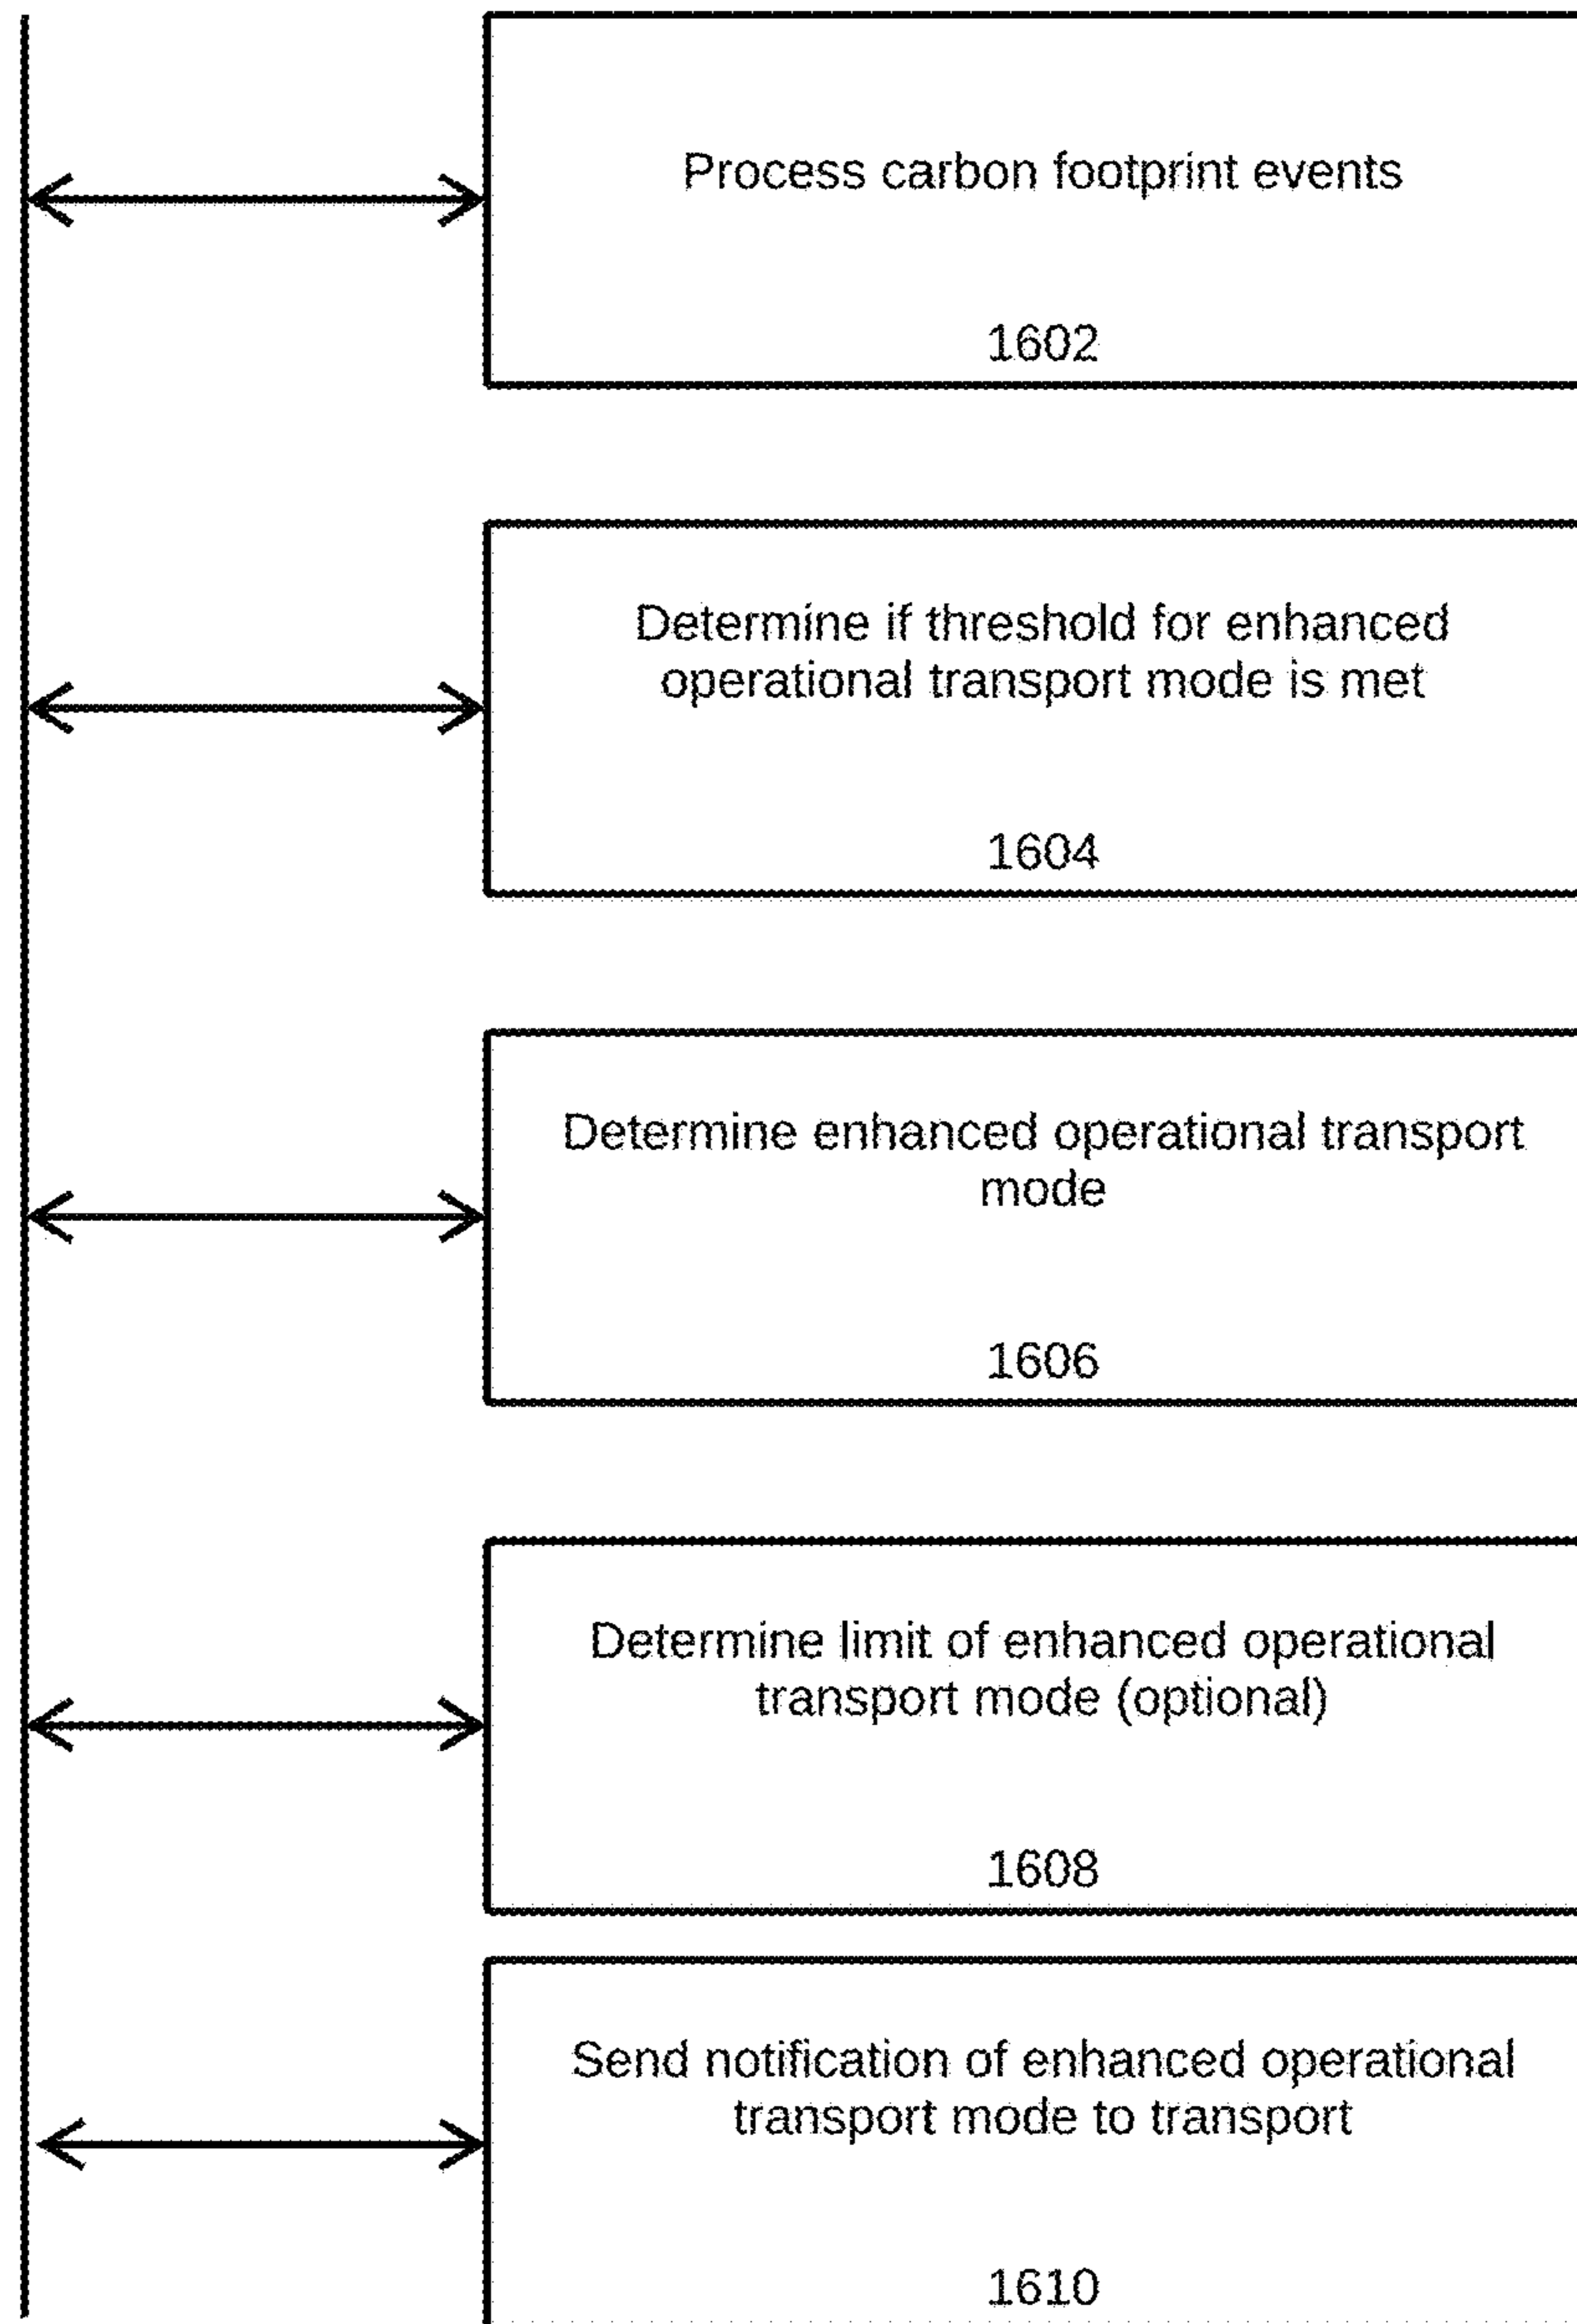 Process carbon footprint events
1602
Determine if threshold for enhanced
operational transport mode is met
1604
Determine enhanced operational transport
mode
1606
Determine limit of enhanced operational
transport mode (optional)
1608
Send notification of enhanced operational
transport mode to transport
1610